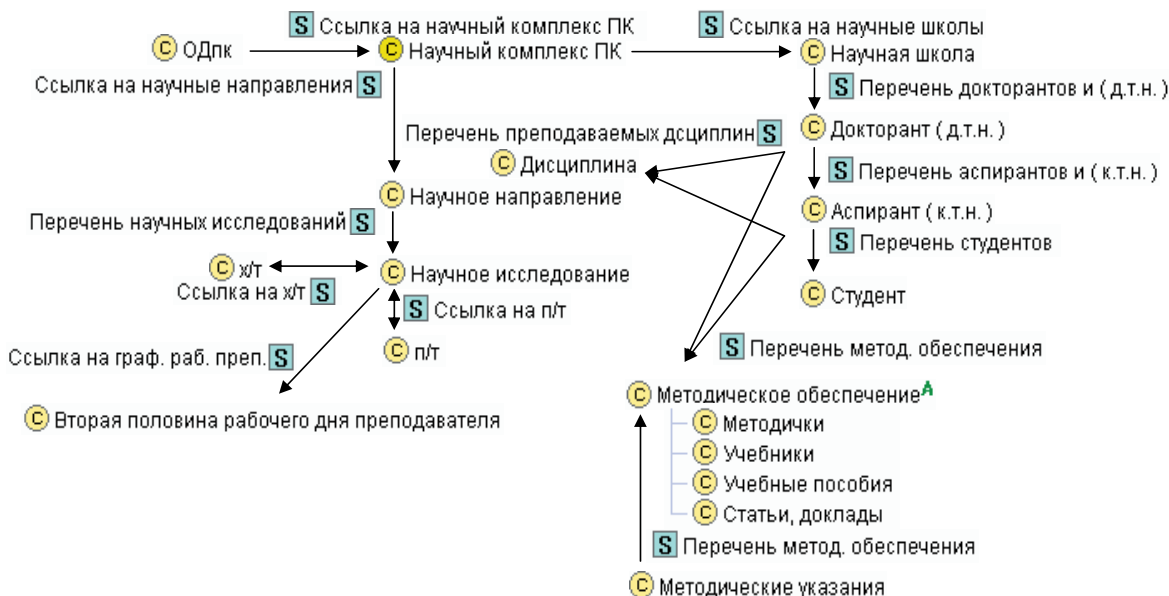 S Ссылка на научный комплекс ПК
S Ссылка на научные школы
C ОДпк
C Научный комплекс ПК
C Научная школа
Ссылка на научные направления S
S Перечень докторантов и ( д.т.н. )
Перечень преподаваемых дсциплин S
C Докторант ( д.т.н. )
C Дисциплина
S Перечень аспирантов и ( к.т.н. )
C Научное направление
C Аспирант ( к.т.н. )
Перечень научных исследований S
S Перечень студентов
C х/т
C Научное исследование
Ссылка на х/т S
C Студент
S Ссылка на п/т
C п/т
S Перечень метод. обеспечения
Ссылка на граф. раб. преп. S
C Методическое обеспечение A
C Вторая половина рабочего дня преподавателя
C Методички
C Учебники
C Учебные пособия
C Статьи, доклады
S Перечень метод. обеспечения
C Методические указания